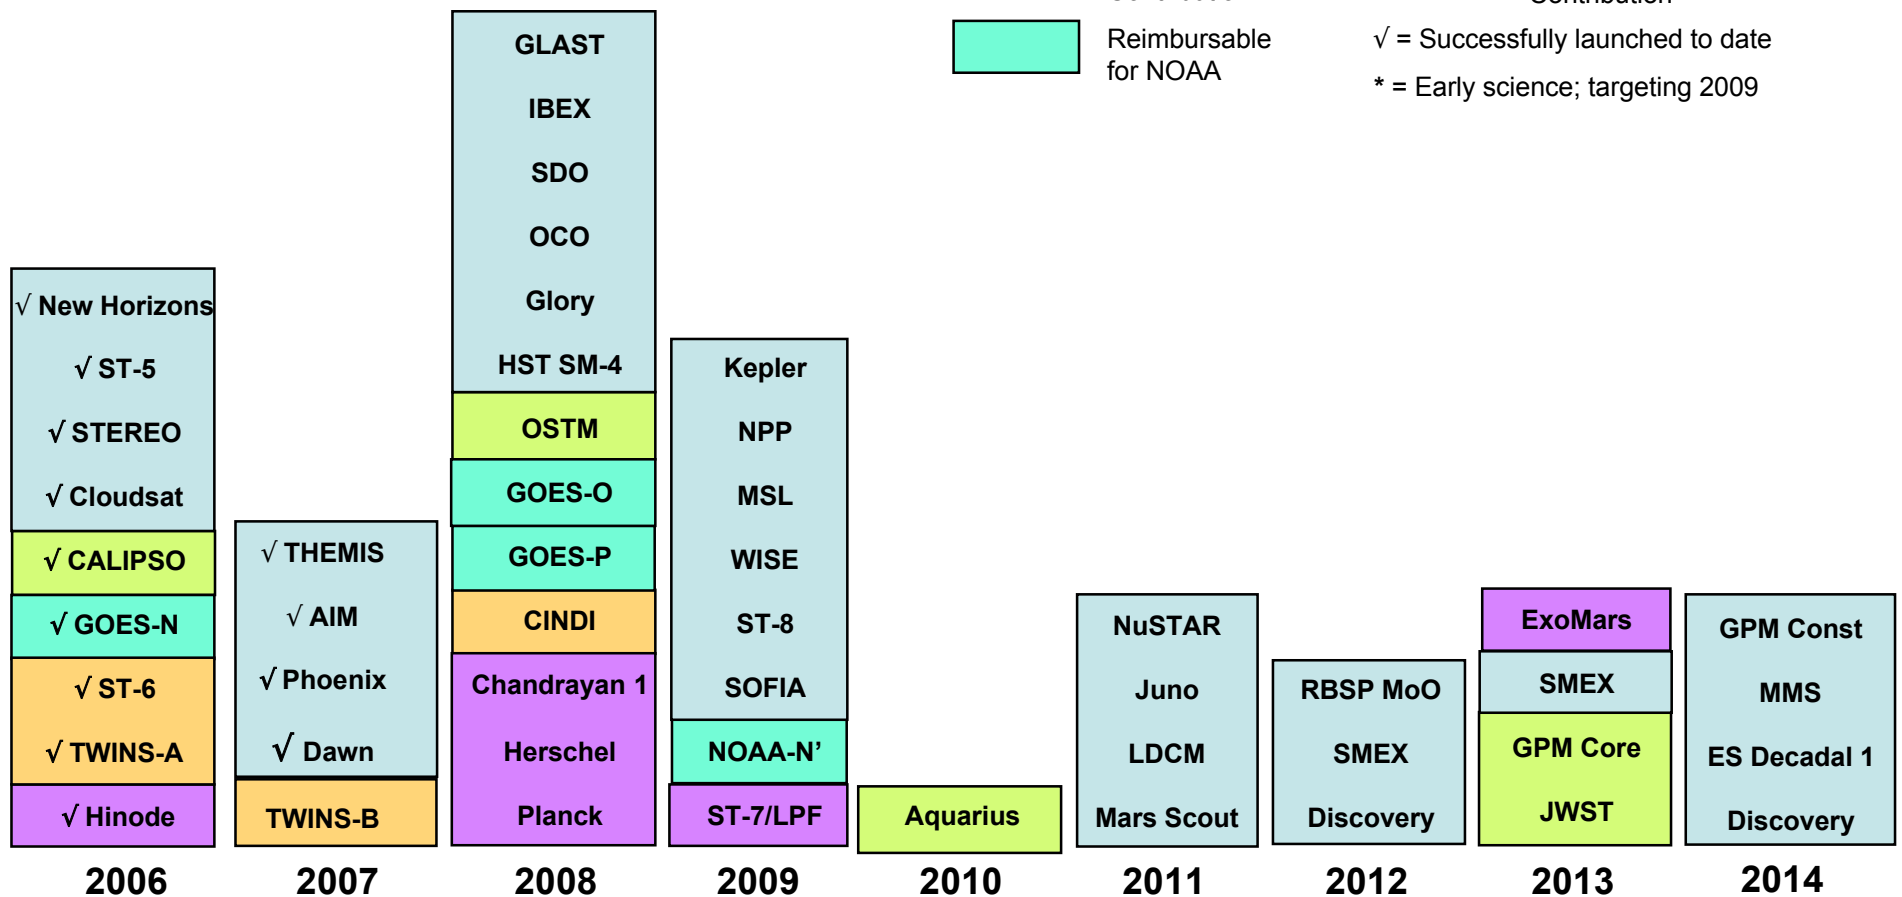 Contribution
Reimbursable
for NOAA
√ = Successfully launched to date
* = Early science; targeting 2009
√ New Horizons
√ ST-5
√ STEREO
√ Cloudsat
√ CALIPSO
√ GOES-N
√ ST-6
√ TWINS-A
√ Hinode
2006
√ THEMIS
√ AIM
√ Phoenix
√ Dawn
TWINS-B
2007
GLAST
IBEX
SDO
OCO
Glory
HST SM-4
OSTM
GOES-O
GOES-P
CINDI
Chandrayan 1
Herschel
Planck
2008
Kepler
NPP
MSL
WISE
ST-8
SOFIA
NOAA-N’
ST-7/LPF
2009
Aquarius
2010
NuSTAR
Juno
LDCM
Mars Scout
2011
RBSP MoO
SMEX
Discovery
2012
ExoMars
SMEX
GPM Core
JWST
2013
GPM Const
MMS
ES Decadal 1
Discovery
2014